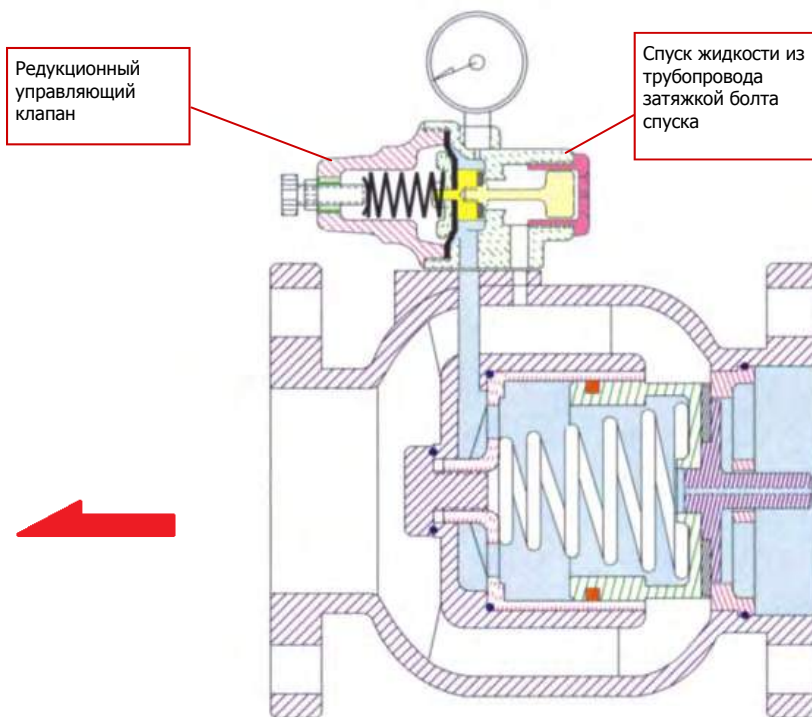 Редукционный
управляющий
клапан
Спуск жидкости из
трубопровода
затяжкой болта
спуска